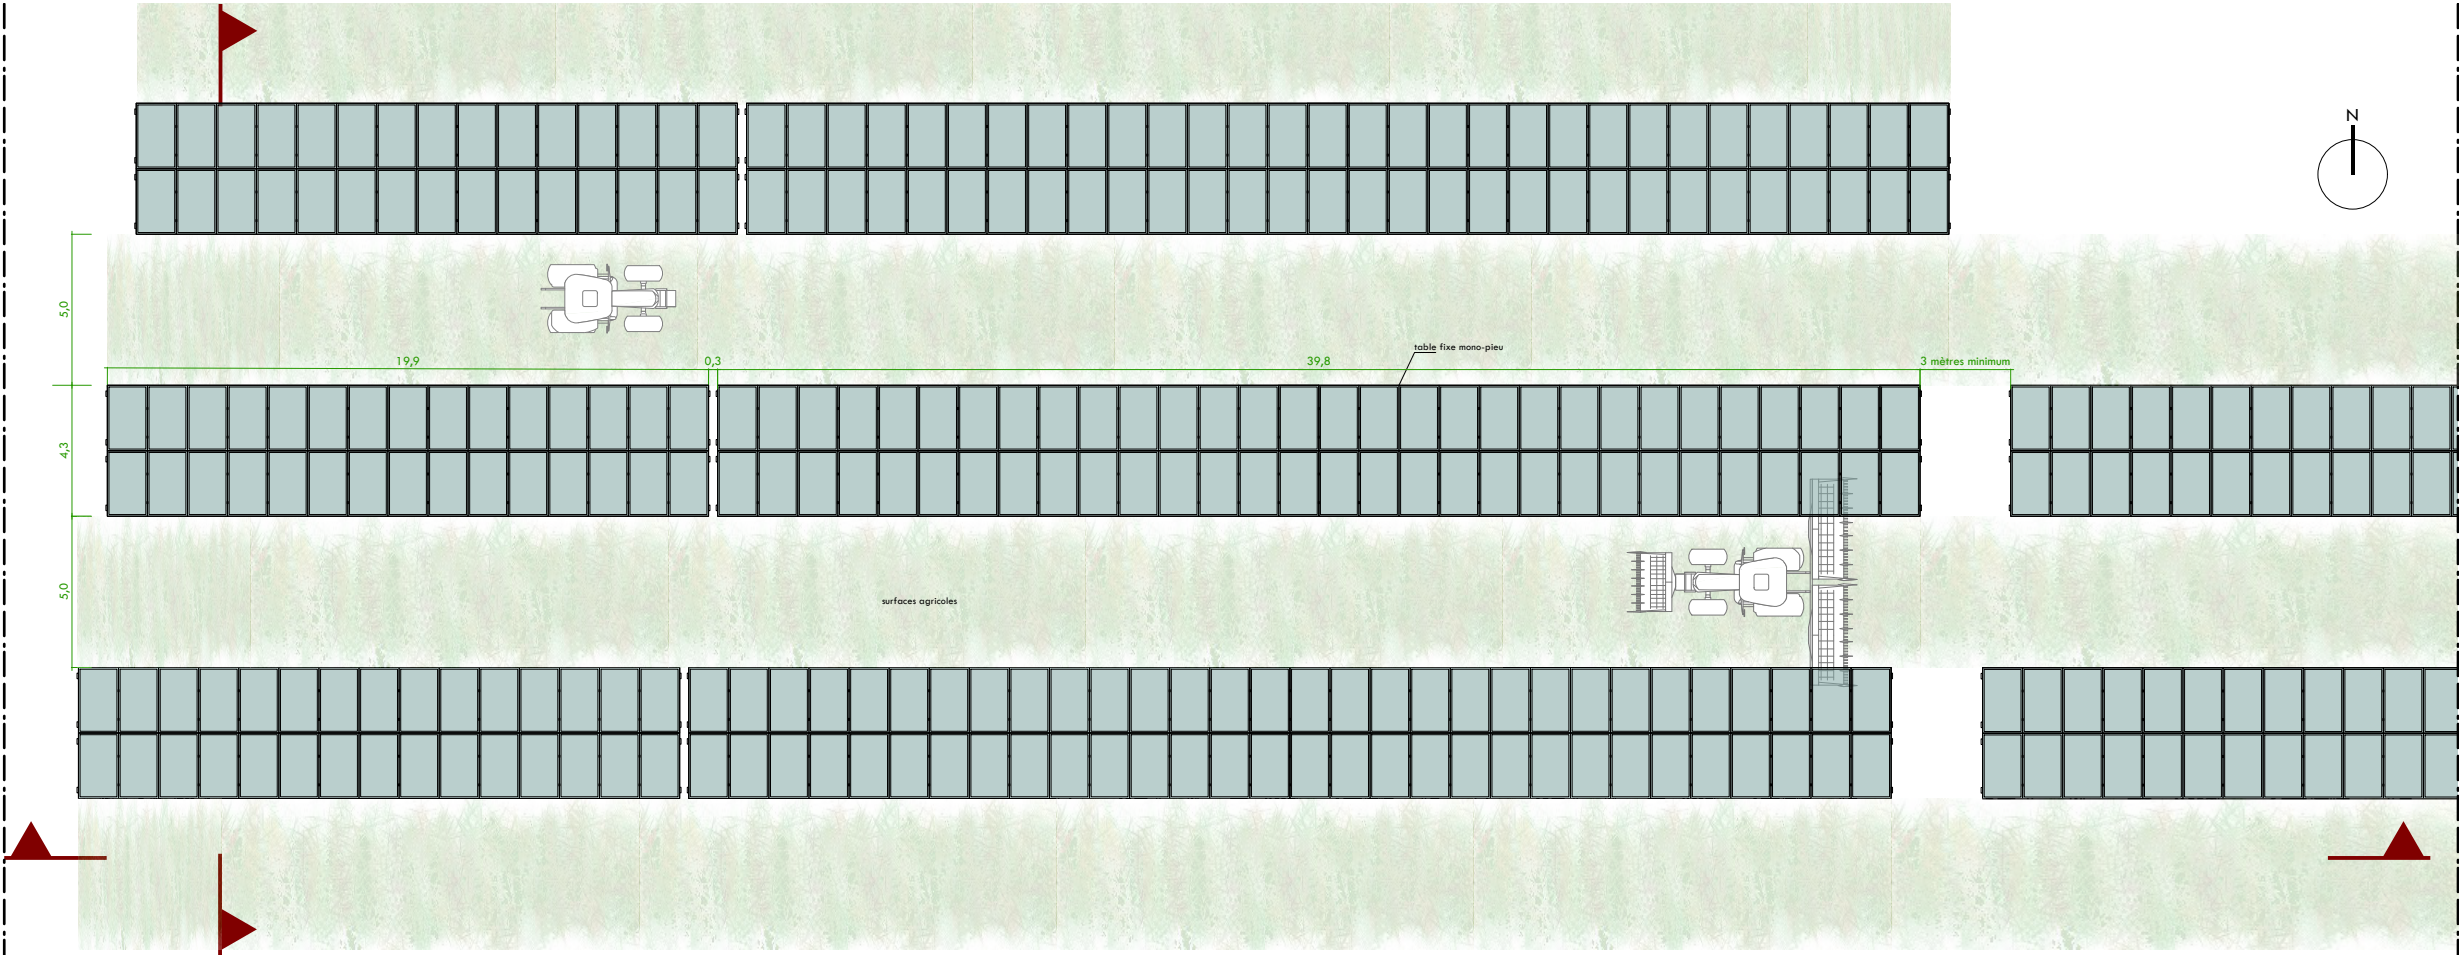 N
5,0
19,9
0,3
table fixe mono-pieu
39,8
3 mètres minimum
4,3
5,0
surfaces agricoles